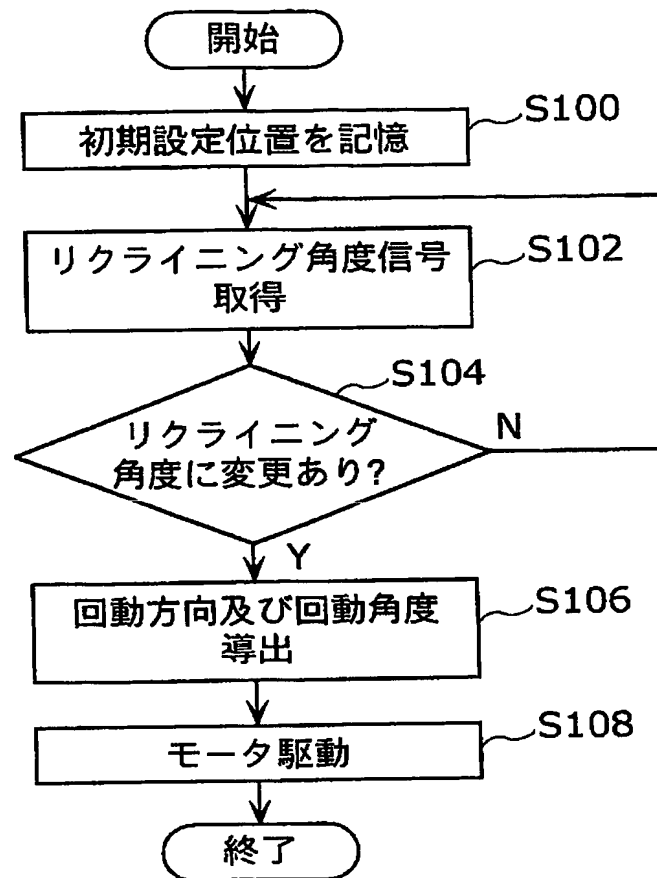 開始
初期設定位置を記憶
S100
リクライニング角度信号
取得
S102
S104
リクライニング
角度に変更あり?
N
Y
回動方向及び回動角度
導出
S106
モータ駆動
S108
終了